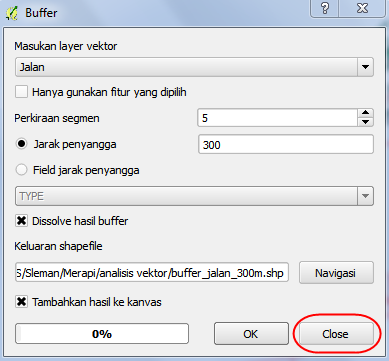 Buffer
Masukan layer vektor
Jalan
Hanya gunakan fitur yang dipilih
Perkiraan segmen 5
Jarak penyangga 300
Field jarak penyangga
TYPE
Dissolve hasil buffer
Keluaran shapefile
S/Sleman/Merapi/analisis vektor/buffer_jalan_300m.shp Navigasi
Tambahkan hasil ke kanvas
0% OK Close